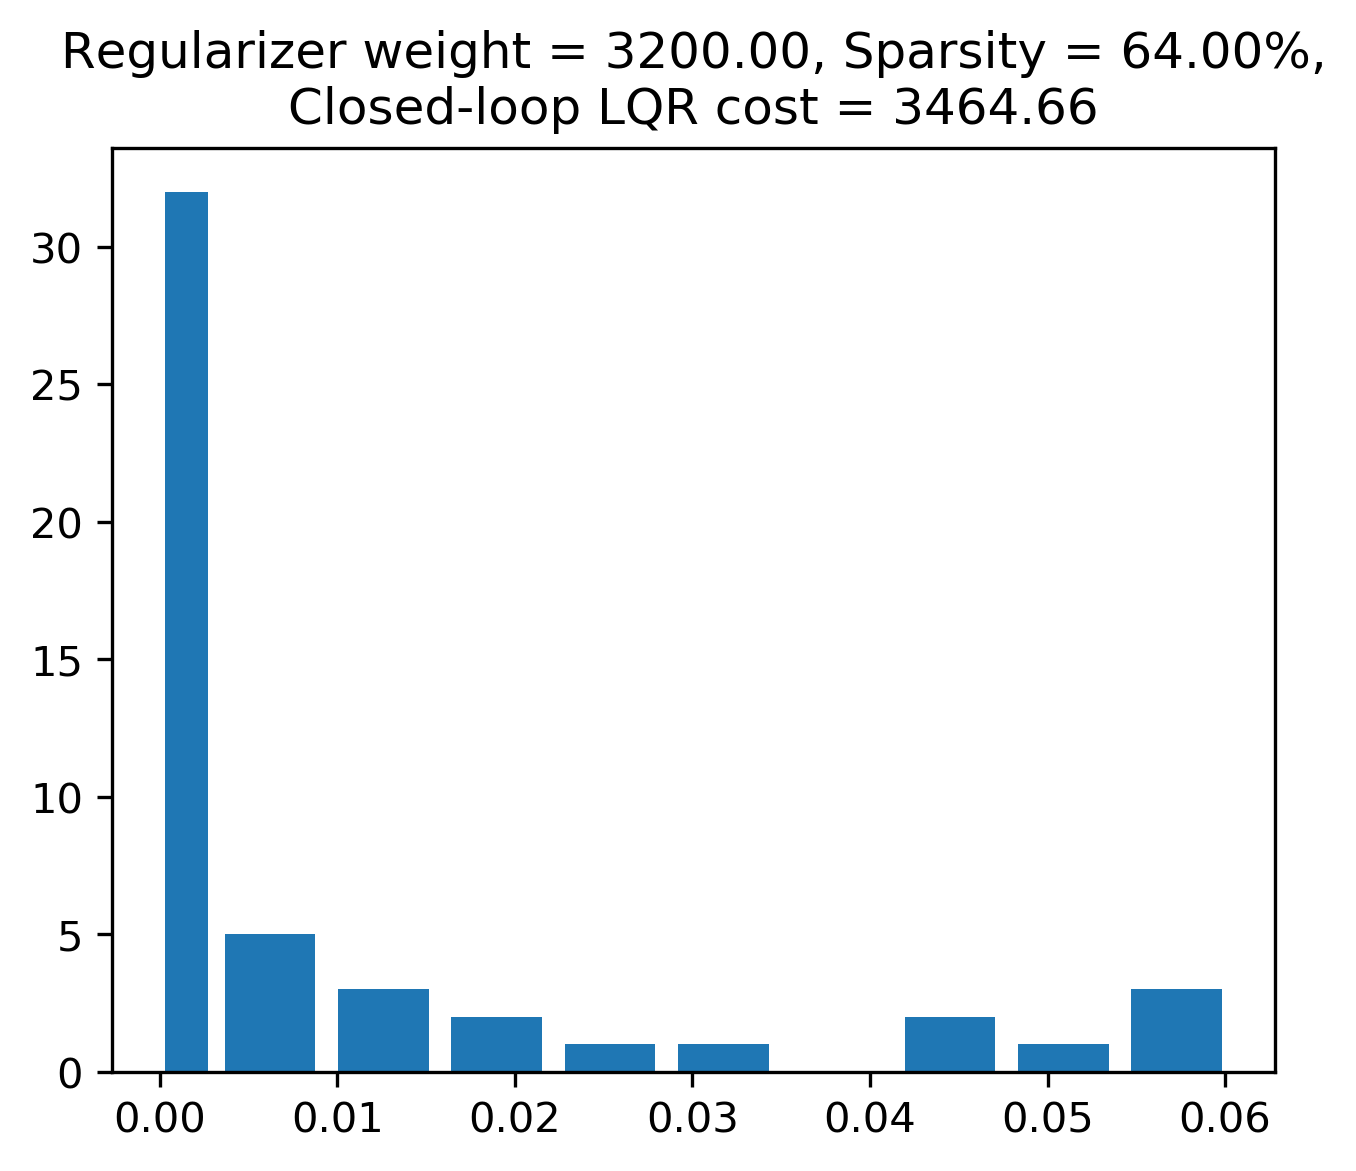 Regularizer weight = 3200.00, Sparsity = 64.00%,
Closed-loop LQR cost = 3464.66
30
25
20
15
10
5
0
0.00 0.01 0.02 0.03 0.04 0.05 0.06